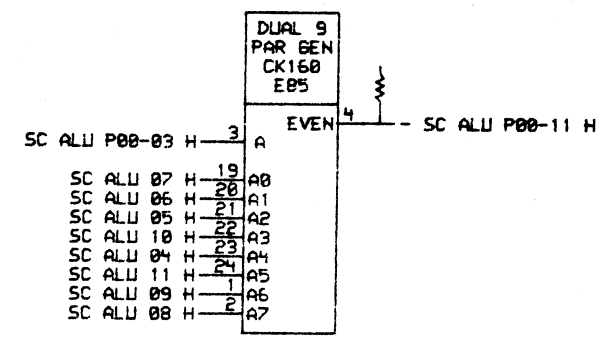 DUAL 9
PAR GEN
CK160
E85
EVEN 4 SC ALU P00-11 H
SC ALU P00-03 H 3 A
SC ALU 07 H 19 A0
SC ALU 06 H 20 A1
SC ALU 05 H 21 A2
SC ALU 10 H 22 A3
SC ALU 04 H 23 A4
SC ALU 11 H 24 A5
SC ALU 09 H 1 A6
SC ALU 08 H 2 A7